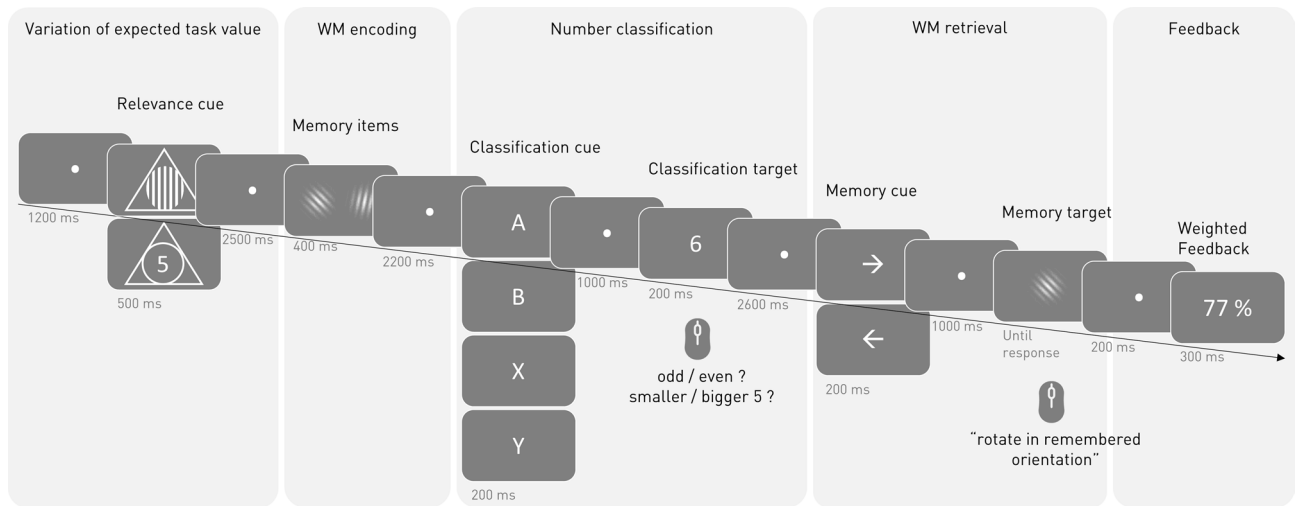 Variation of expected task value
WM encoding
Number classification
WM retrieval
Feedback
Relevance cue
Memory items
Classification cue
Classification target
Memory cue
Memory target
Weighted
Feedback
1200 ms
5
500 ms
2500 ms
400 ms
2200 ms
A
B
X
Y
200 ms
1000 ms
6
200 ms
2600 ms
odd / even ?
smaller / bigger 5 ?
→
←
200 ms
1000 ms
Until
response
"rotate in remembered
orientation"
200 ms
77 %
300 ms